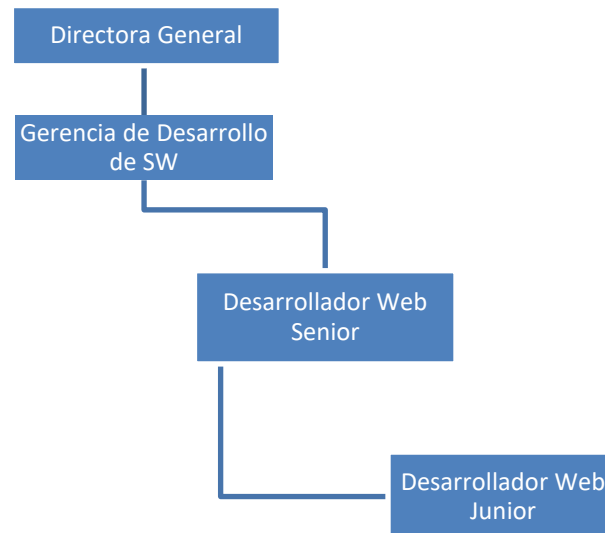 Directora General
Gerencia de Desarrollo
de SW
Desarrollador Web
Senior
Desarrollador Web
Junior